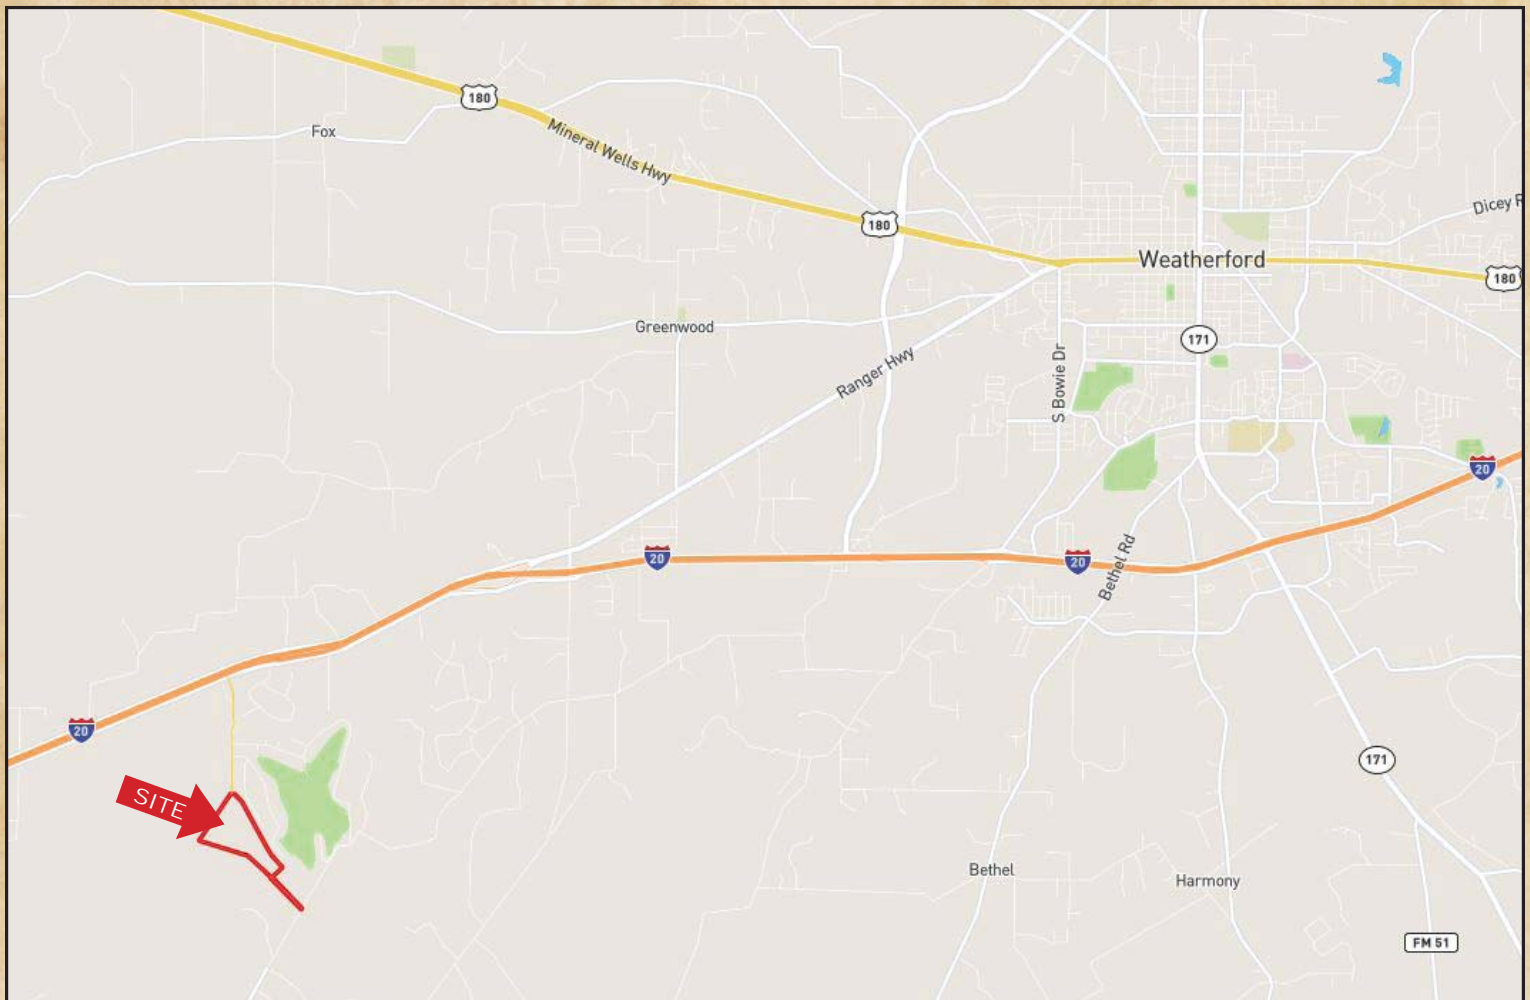 180
Fox
Mineral Wells Hwy
180
Dicey R
Weatherford
180
Greenwood
171
Ranger Hwy
S Bowie Dr
20
20
20
Bethel Rd
20
171
SITE
Bethel
Harmony
FM 51